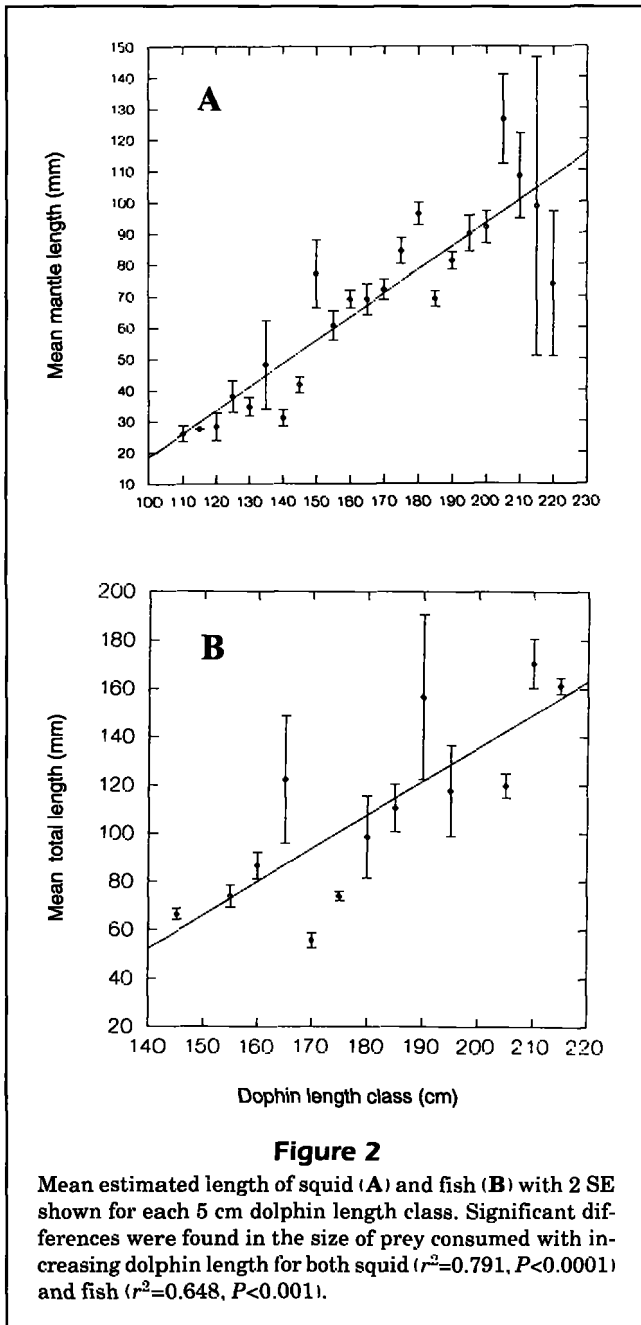 150
140
130
120
110
100
90
80
70
60
50
40
30
20
10
A
Mean mantle length (mm)
100 110 120 130 140 150 160 170 180 190 200 210 220 230
200
180
160
140
120
100
80
60
40
20
B
Mean total length (mm)
140 150 160 170 180 190 200 210 220
Dophin length class (cm)
Figure 2
Mean estimated length of squid (A) and fish (B) with 2 SE
shown for each 5 cm dolphin length class. Significant dif-
ferences were found in the size of prey consumed with in-
creasing dolphin length for both squid (r²=0.791, P<0.0001)
and fish (r²=0.648, P<0.001).